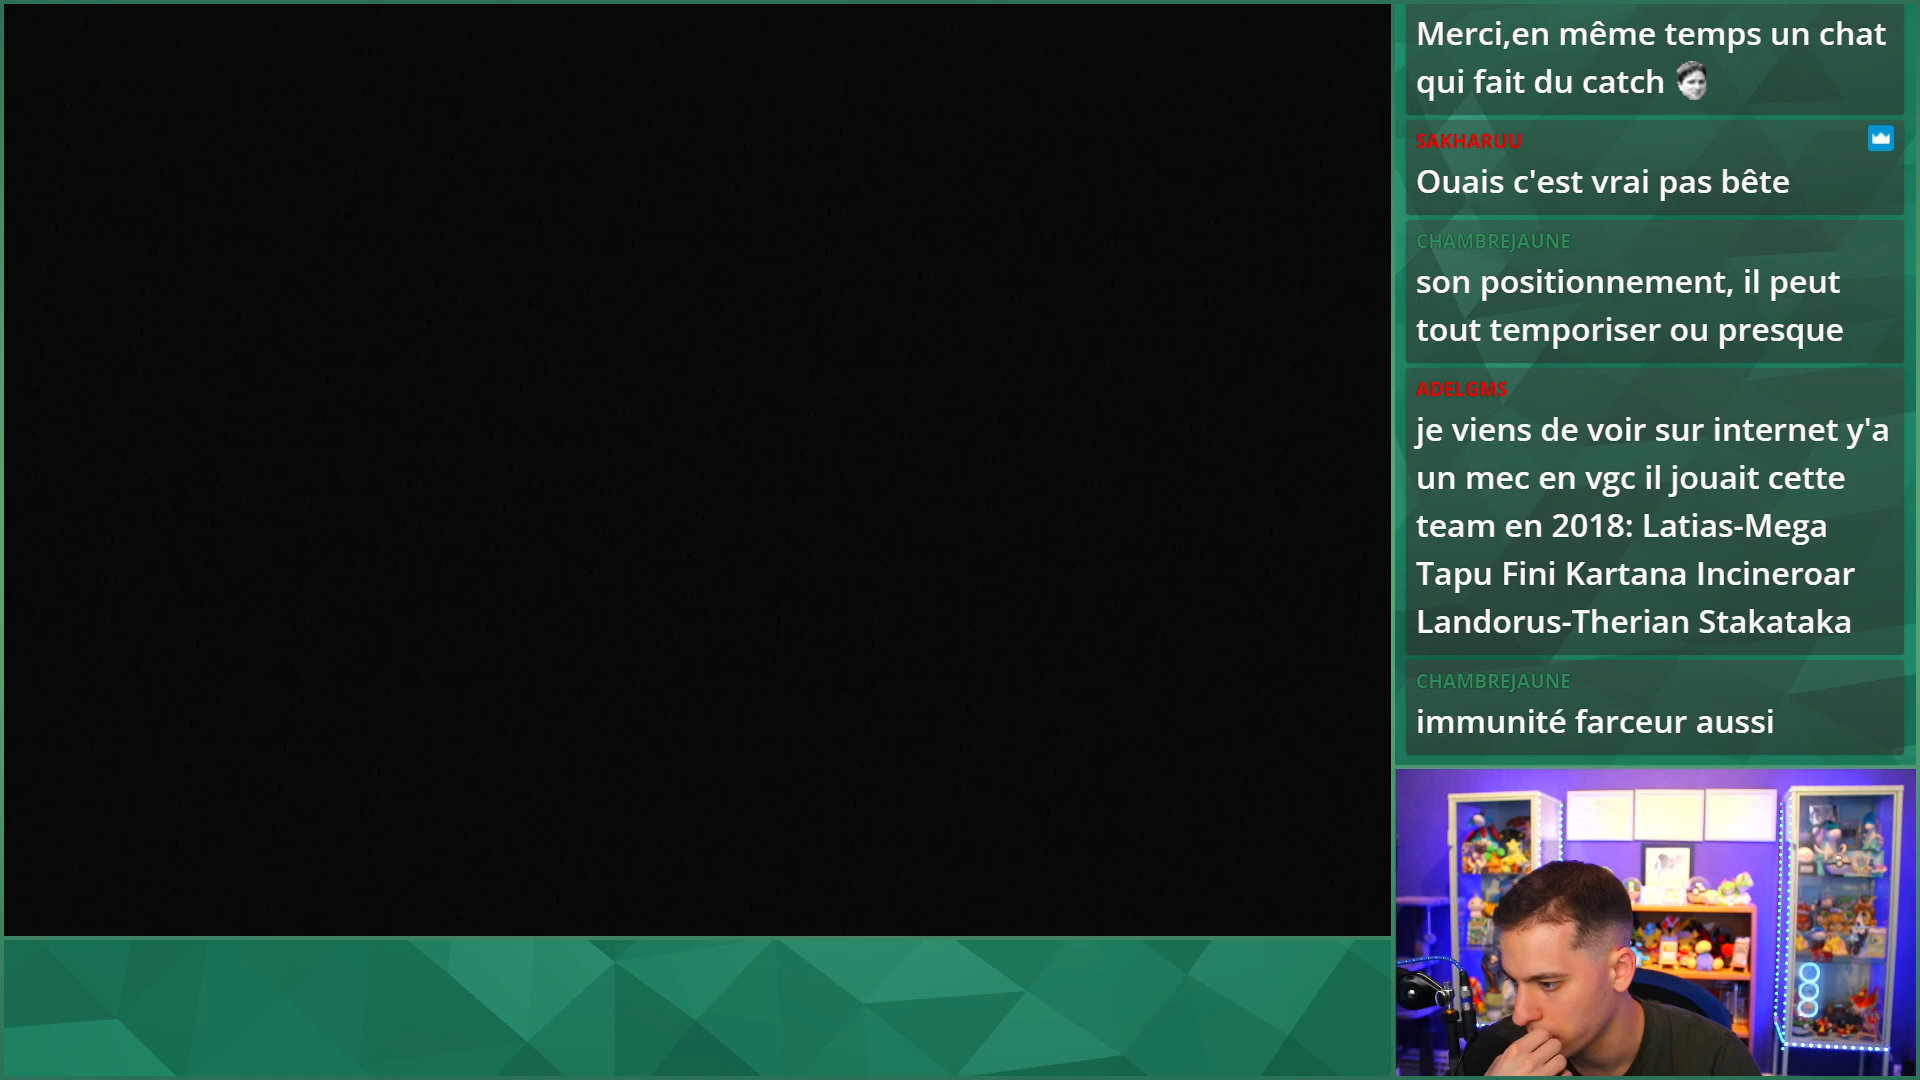 Merci,en même temps un chat
qui fait du catch
SAKHARUU
Ouais c'est vrai pas bête
CHAMBREJAUNE
son positionnement, il peut
tout temporiser ou presque
ADELGMS
je viens de voir sur internet y'a
un mec en vgc il jouait cette
team en 2018: Latias-Mega
Tapu Fini Kartana Incineroar
Landorus-Therian Stakataka
CHAMBREJAUNE
immunité farceur aussi